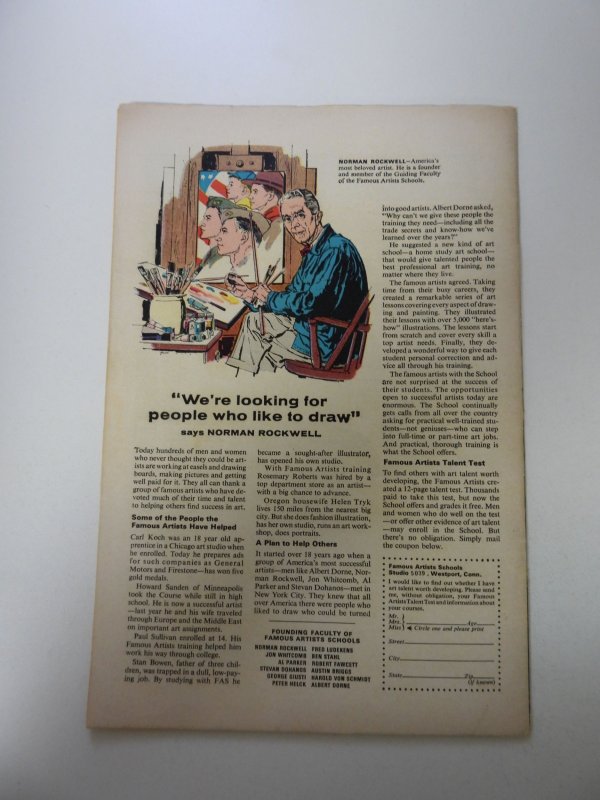 NORMAN ROCKWELL—America's
most beloved artist. He is a founder
and member of the Guiding Faculty
of the Famous Artists Schools.
"We're looking for
people who like to draw"
says NORMAN ROCKWELL
Today hundreds of men and women
who never thought they could be art-
ists are working at easels and drawing
boards, making pictures and getting
well paid for it. They all can thank a
group of famous artists who have de-
voted much of their time and talent
to helping others find success in art.
Some of the People the
Famous Artists Have Helped
Carl Koch was an 18 year old ap-
prentice in a Chicago art studio when
he enrolled. Today he prepares ads
for such companies as General
Motors and Firestone—has won five
gold medals.
Howard Sanden of Minneapolis
took the Course while still in high
school. He is now a successful artist
—last year he and his wife traveled
through Europe and the Middle East
on important art assignments.
Paul Sullivan enrolled at 14. His
Famous Artists training helped him
work his way through college.
Stan Bowen, father of three chil-
dren, was trapped in a dull, low-pay-
ing job. By studying with FAS he
became a sought-after illustrator,
has opened his own studio.
With Famous Artists training
Rosemary Roberts was hired by a
top department store as an artist—
with a big chance to advance.
Oregon housewife Helen Tryk
lives 150 miles from the nearest big
city. But she does fashion illustration,
has her own studio, runs an art work-
shop, does portraits.
A Plan to Help Others
It started over 18 years ago when a
group of America's most successful
artists—men like Albert Dorne, Nor-
man Rockwell, Jon Whitcomb, Al
Parker and Stevan Dohanos—met in
New York City. They knew that all
over America there were people who
liked to draw who could be turned
FOUNDING FACULTY OF
FAMOUS ARTISTS SCHOOLS
NORMAN ROCKWELL FRED LUDEKENS
JON WHITCOMB BEN STAHL
AL PARKER ROBERT FAWCETT
STEVAN DOHANOS AUSTIN BRIGGS
GEORGE GIUSTI HAROLD VON SCHMIDT
PETER HELCK ALBERT DORNE
into good artists. Albert Dorne asked,
"Why can't we give these people the
training they need—including all the
trade secrets and know-how we've
learned over the years?"
He suggested a new kind of art
school—a home study art school—
that would give talented people the
best professional art training, no
matter where they live.
The famous artists agreed. Taking
time from their busy careers, they
created a remarkable series of art
lessons covering every aspect of draw-
ing and painting. They illustrated
their lessons with over 5,000 "here's-
how" illustrations. The lessons start
from scratch and cover every skill a
top artist needs. Finally, they de-
veloped a wonderful way to give each
student personal correction and ad-
vice all through his training.
The famous artists with the School
are not surprised at the success of
their students. The opportunities
open to successful artists today are
enormous. The School continually
gets calls from all over the country
asking for practical well-trained stu-
dents—not geniuses—who can step
into full-time or part-time art jobs.
And practical, thorough training is
what the School offers.
Famous Artists Talent Test
To find others with art talent worth
developing, the Famous Artists cre-
ated a 12-page talent test. Thousands
paid to take this test, but now the
School offers and grades it free. Men
and women who do well on the test
—or offer other evidence of art talent
—may enroll in the School. But
there's no obligation. Simply mail
the coupon below.
Famous Artists Schools
Studio 5039, Westport, Conn.
I would like to find out whether I have
art talent worth developing. Please send
me, without obligation, your Famous
Artists Talent Test and information about
your courses.
Mr.
Mrs. Age
Miss Circle one and please print
Street
City
State Zip
(If known)